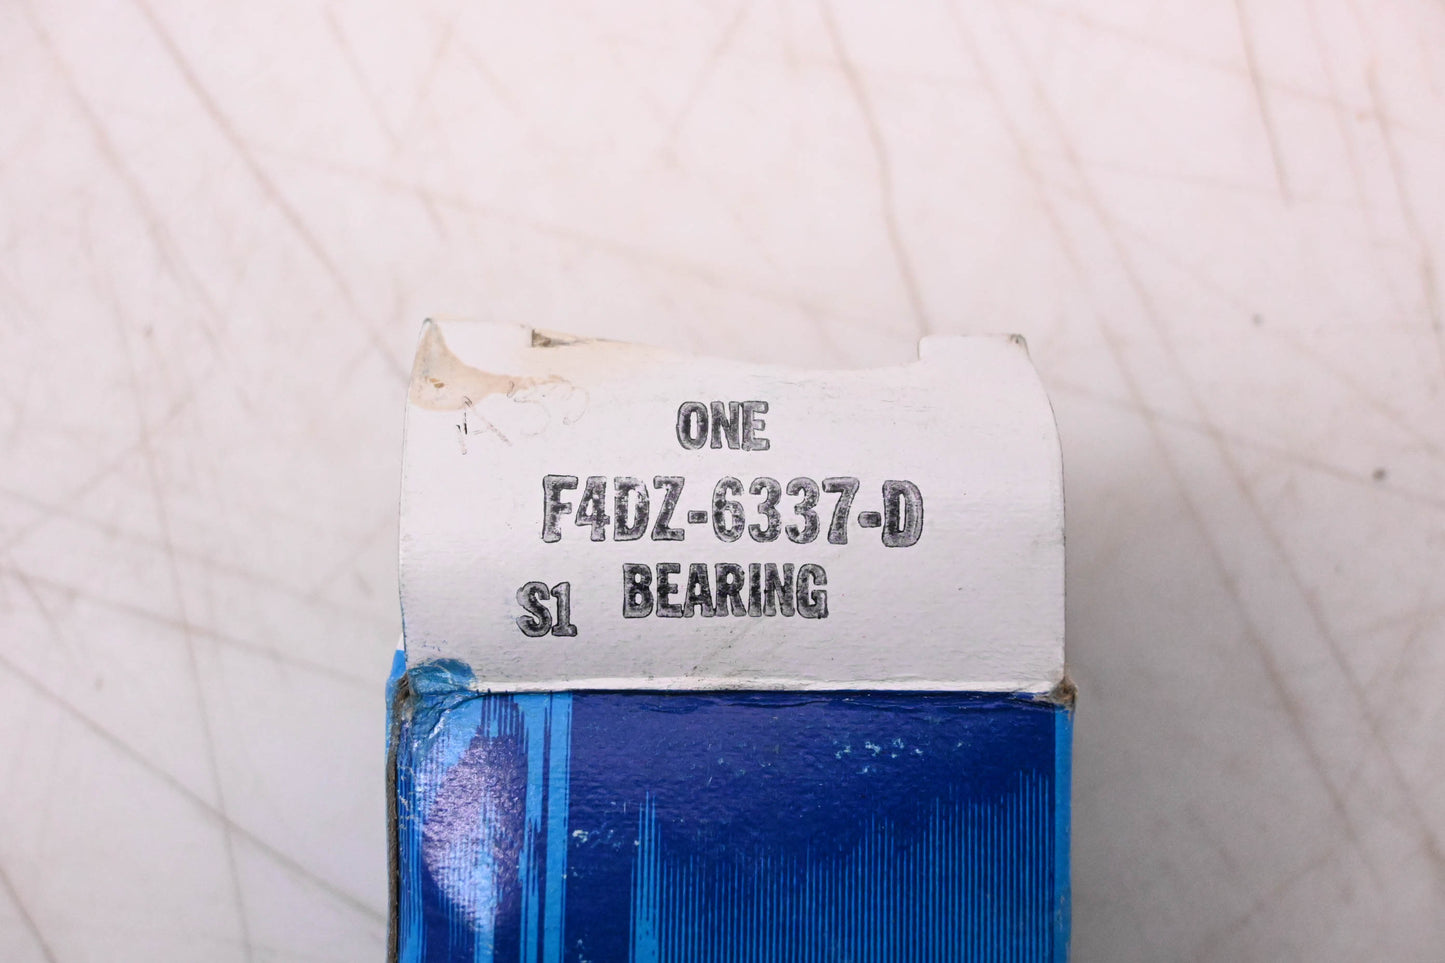 ONE
F4DZ-6337-D
S1 BEARING